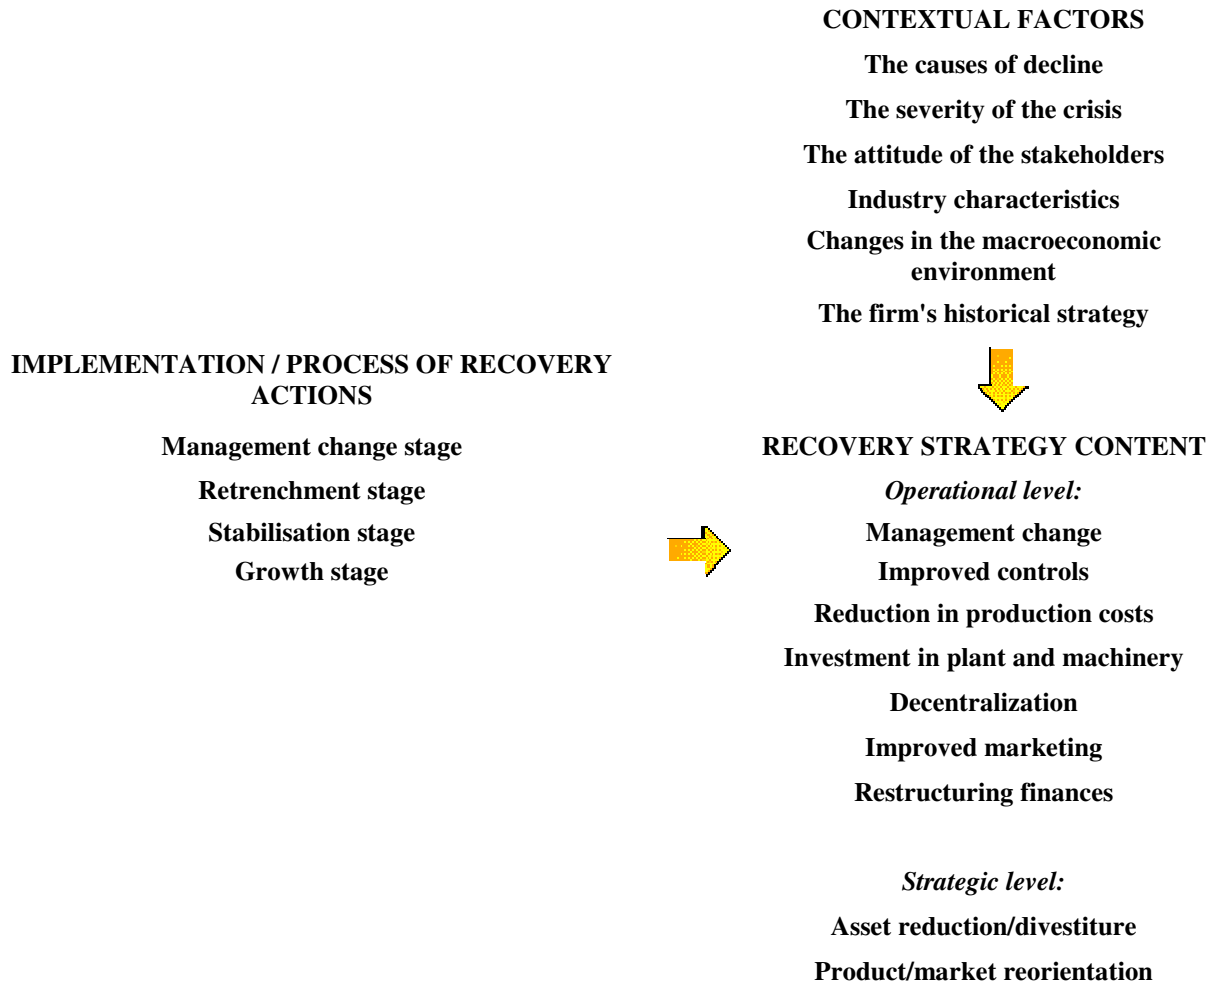 CONTEXTUAL FACTORS
The causes of decline
The severity of the crisis
The attitude of the stakeholders
Industry characteristics
Changes in the macroeconomic
environment
The firm's historical strategy
IMPLEMENTATION / PROCESS OF RECOVERY
ACTIONS
Management change stage
Retrenchment stage
Stabilisation stage
Growth stage
RECOVERY STRATEGY CONTENT
Operational level:
Management change
Improved controls
Reduction in production costs
Investment in plant and machinery
Decentralization
Improved marketing
Restructuring finances
Strategic level:
Asset reduction/divestiture
Product/market reorientation